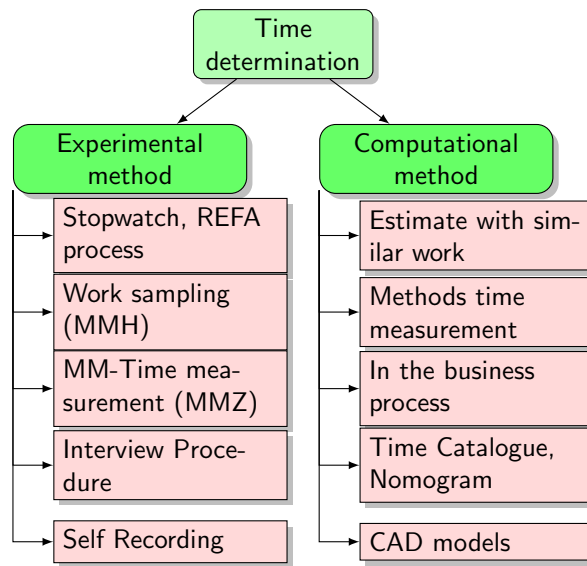 Time
determination
Experimental
method
Stopwatch, REFA
process
Work sampling
(MMH)
MM-Time mea-
surement (MMZ)
Interview Proce-
dure
Self Recording
Computational
method
Estimate with sim-
ilar work
Methods time
measurement
In the business
process
Time Catalogue,
Nomogram
CAD models